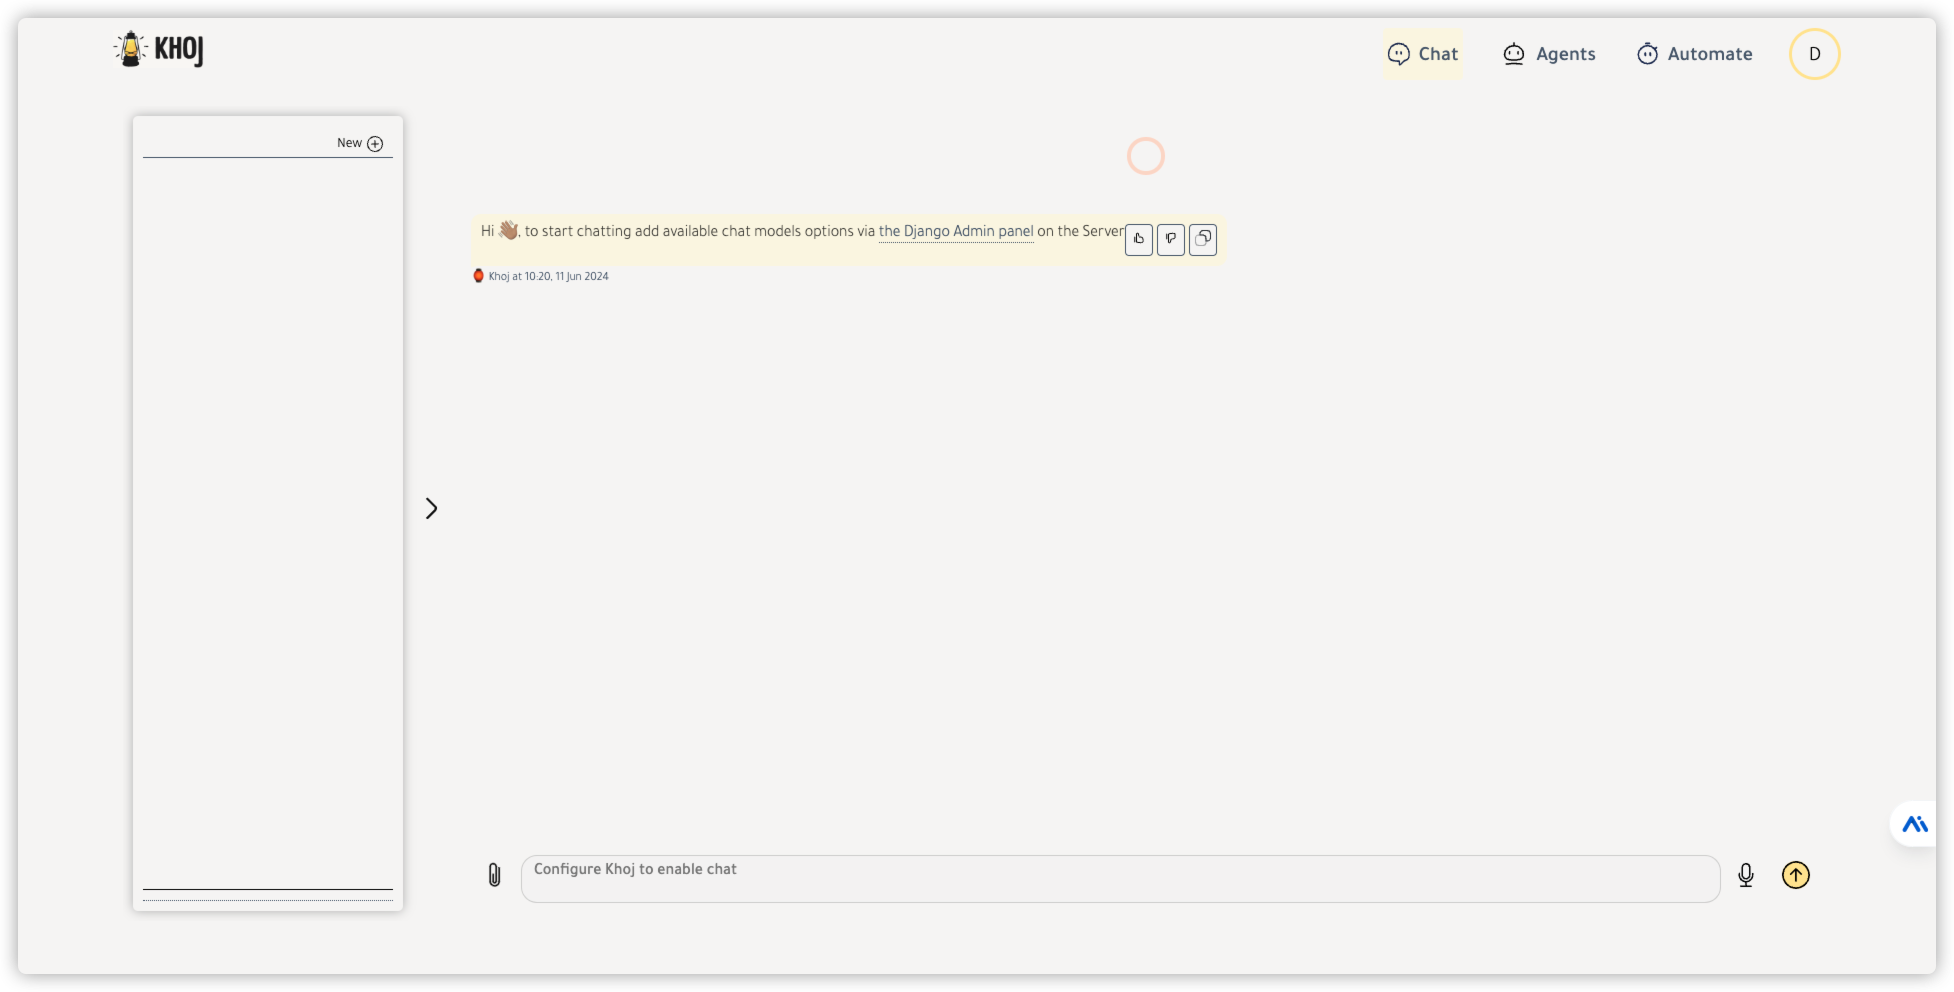 KHOJ
Chat
Agents
Automate
D
New
Hi 👋🏽, to start chatting add available chat models options via the Django Admin panel on the Server
Khoj at 10:20, 11 Jun 2024
Configure Khoj to enable chat